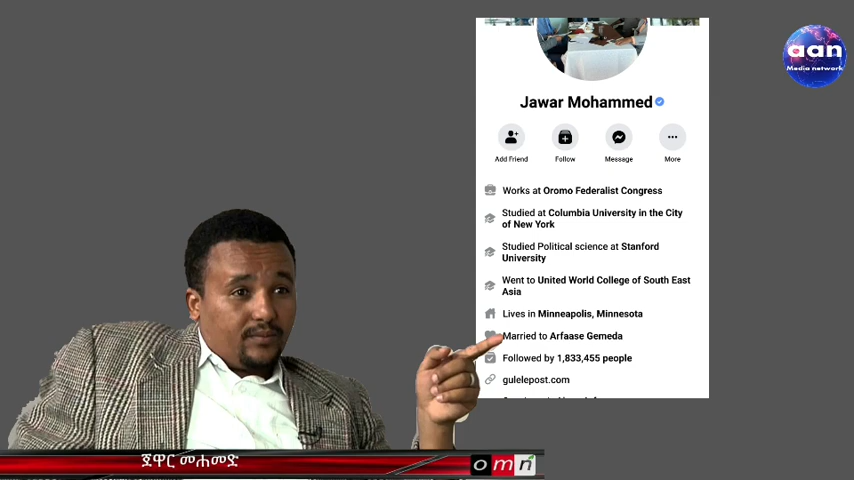 aan
Media network
Jawar Mohammed
Add Friend
Follow
Message
More
Works at Oromo Federalist Congress
Studied at Columbia University in the City
of New York
Studied Political science at Stanford
University
Went to United World College of South East
Asia
Lives in Minneapolis, Minnesota
Married to Arfaase Gemeda
Followed by 1,833,455 people
gulelepost.com
ጀዋር መሐመድ
omn